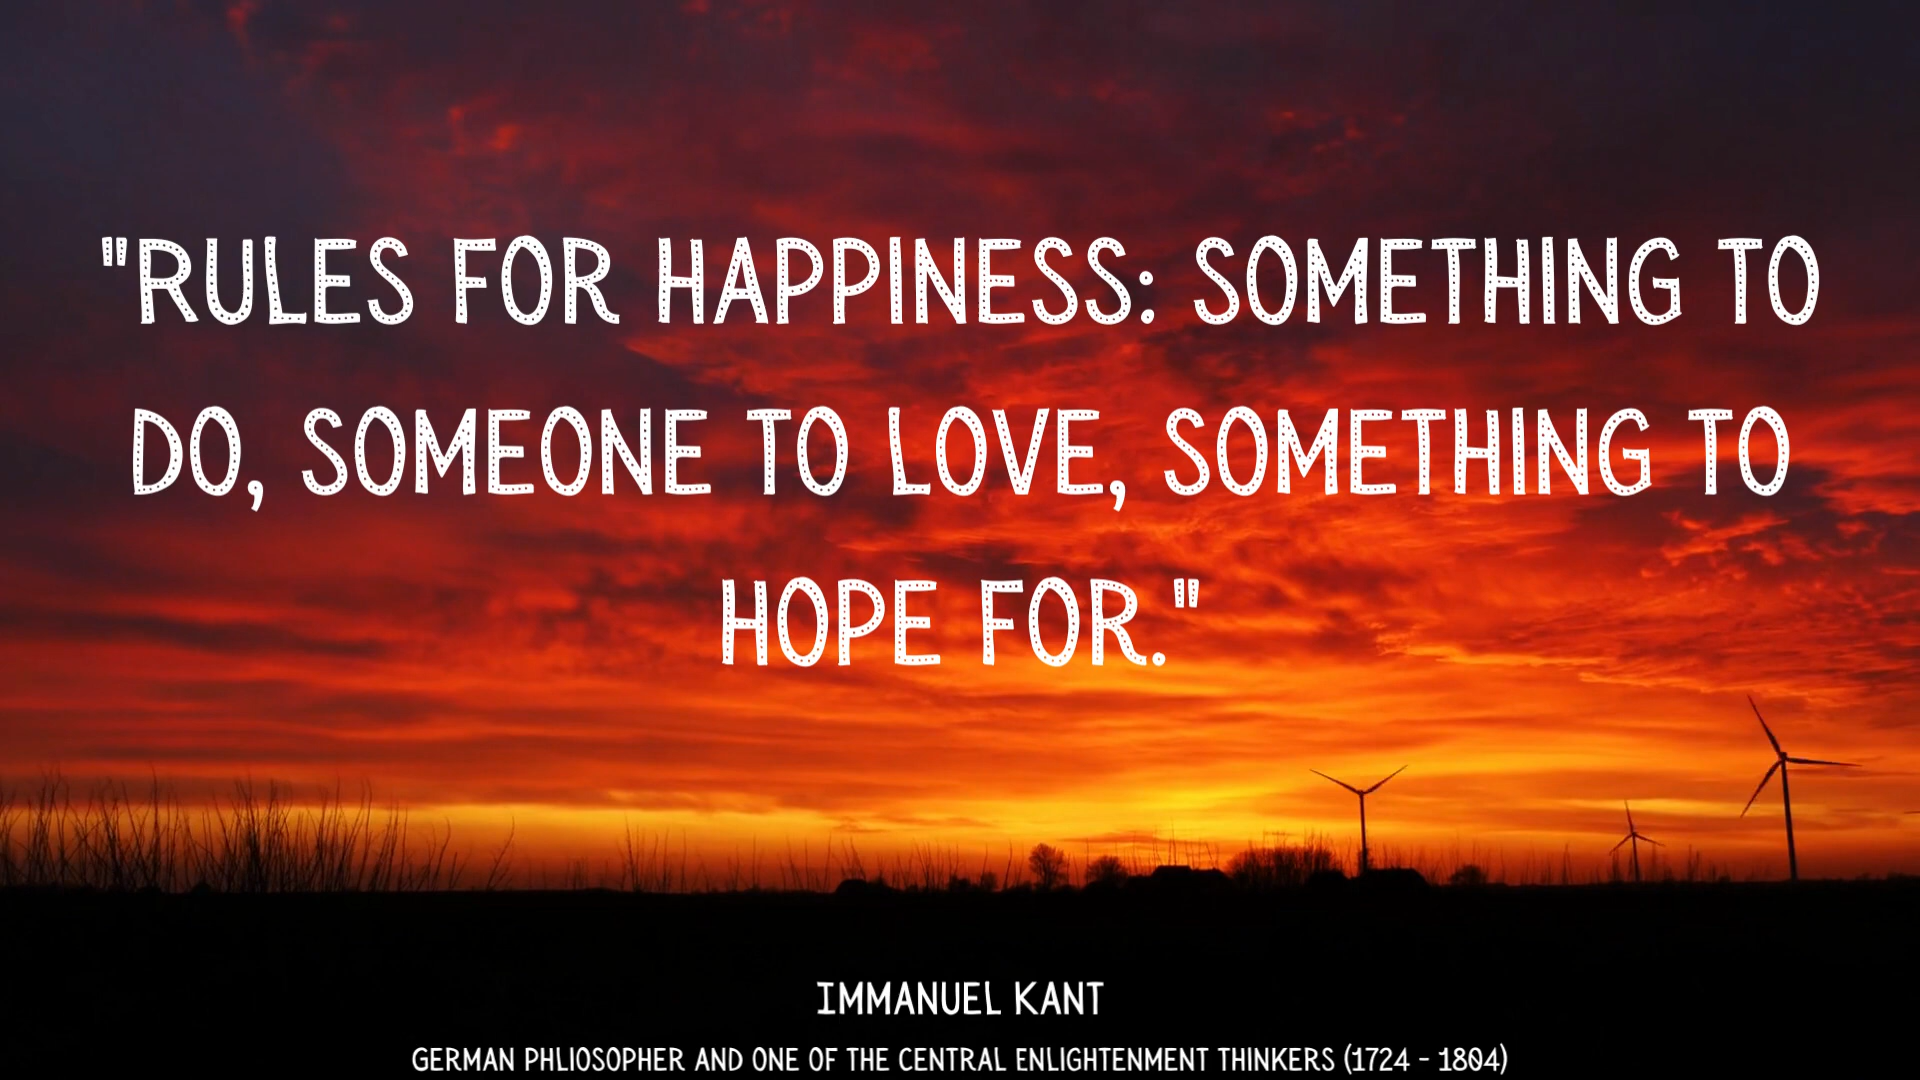 "RULES FOR HAPPINESS: SOMETHING TO
DO, SOMEONE TO LOVE, SOMETHING TO
HOPE FOR."
IMMANUEL KANT
GERMAN PHLIOSOPHER AND ONE OF THE CENTRAL ENLIGHTENMENT THINKERS (1724 - 1804)